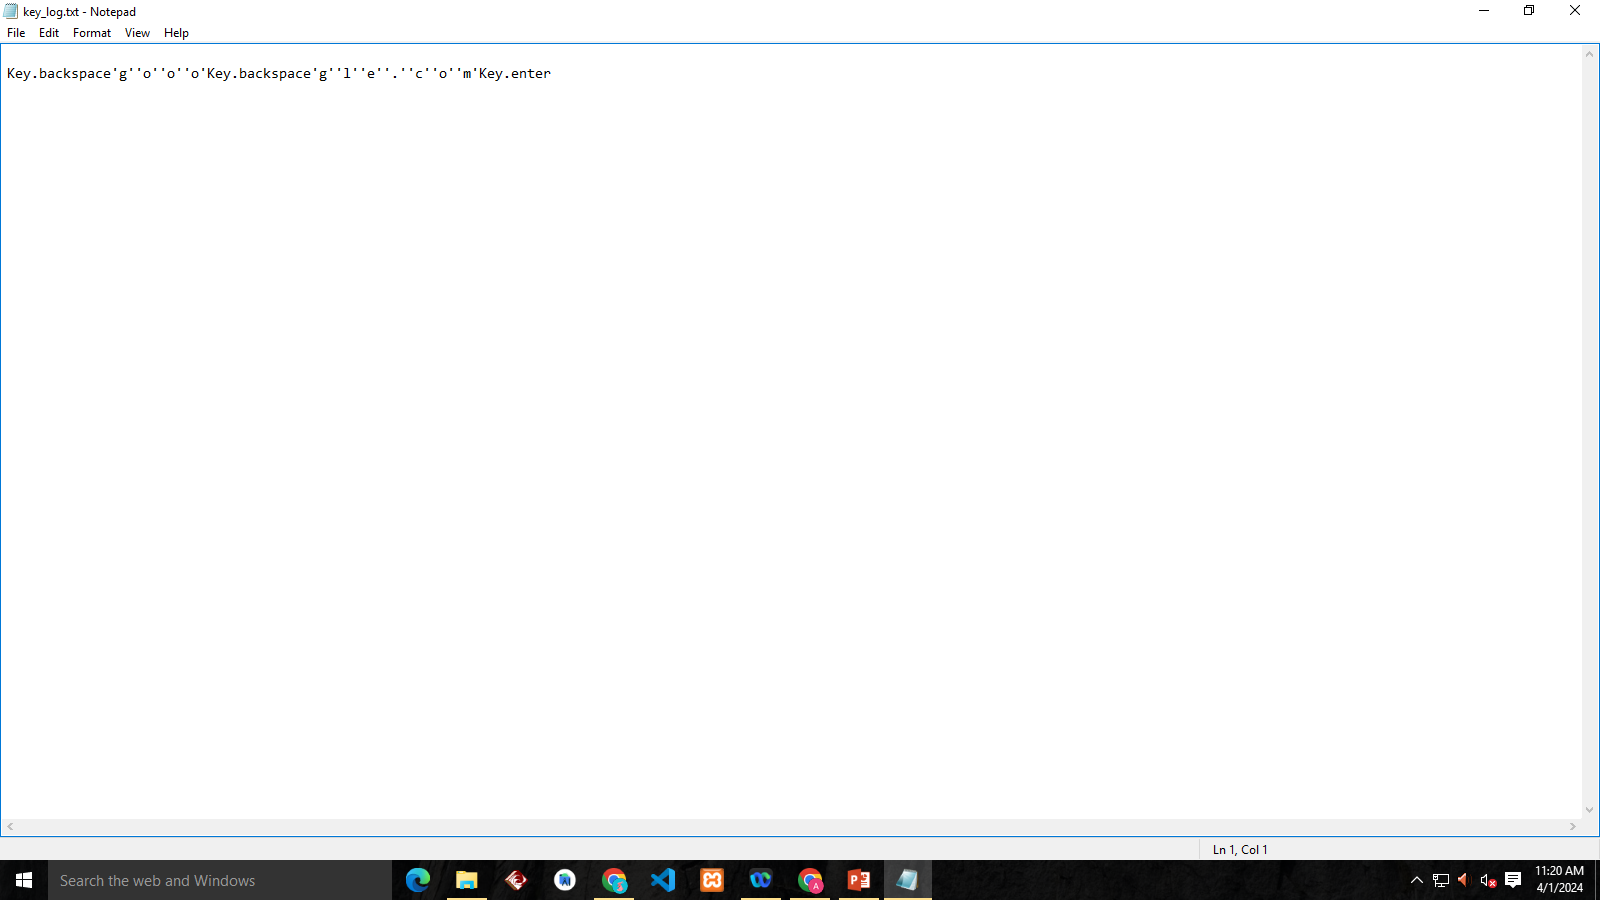 key_log.txt - Notepad
File Edit Format View Help
Key.backspace'g''o''o''o'Key.backspace'g''l''e''.''c''o''m'Key.enter
Ln 1, Col 1
Search the web and Windows
11:20 AM
4/1/2024